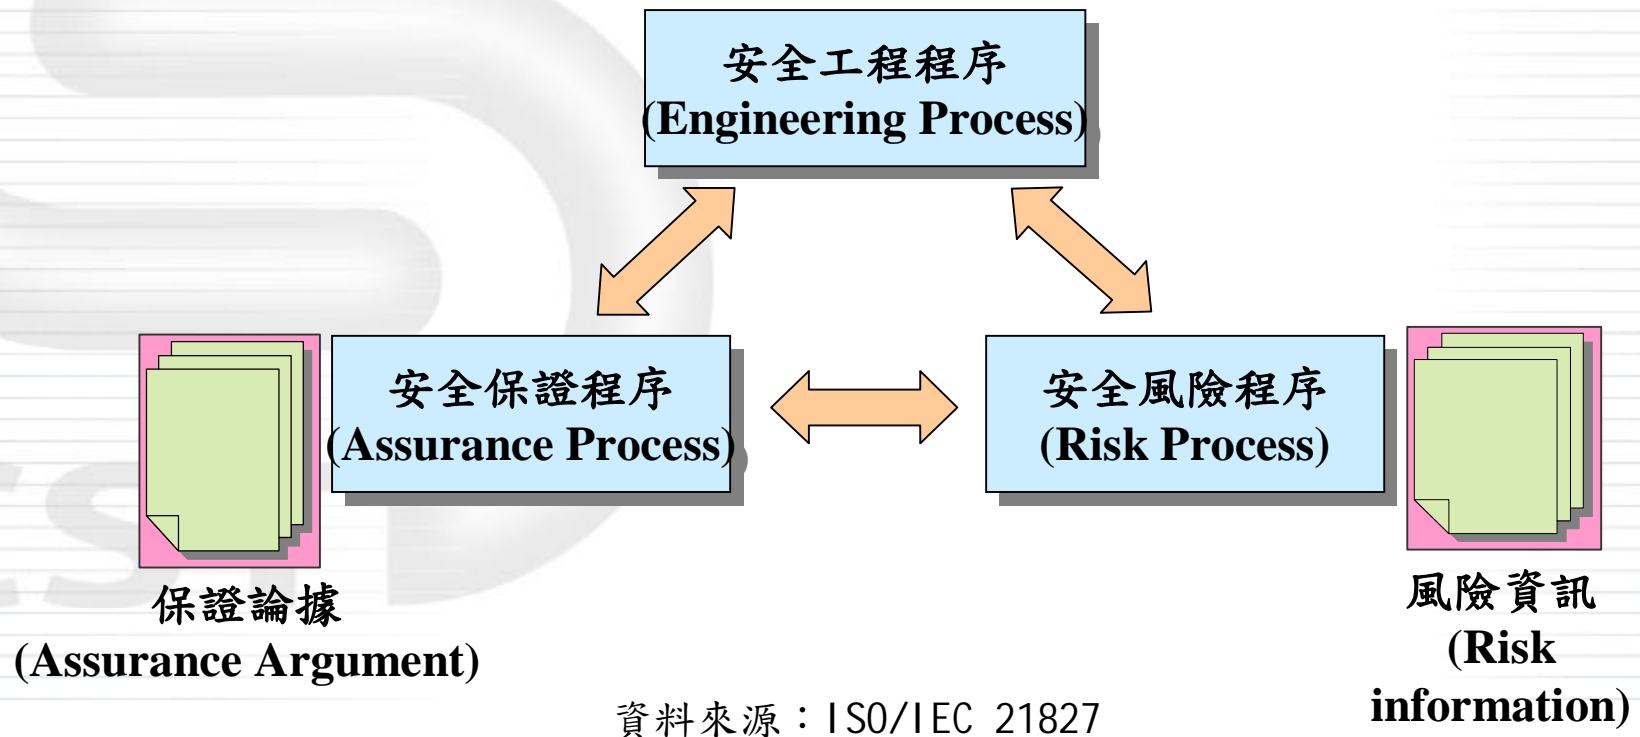 安全工程程序
(Engineering Process)
安全保證程序
(Assurance Process)
安全風險程序
(Risk Process)
保證論據
(Assurance Argument)
風險資訊
(Risk
information)
資料來源：ISO/IEC 21827